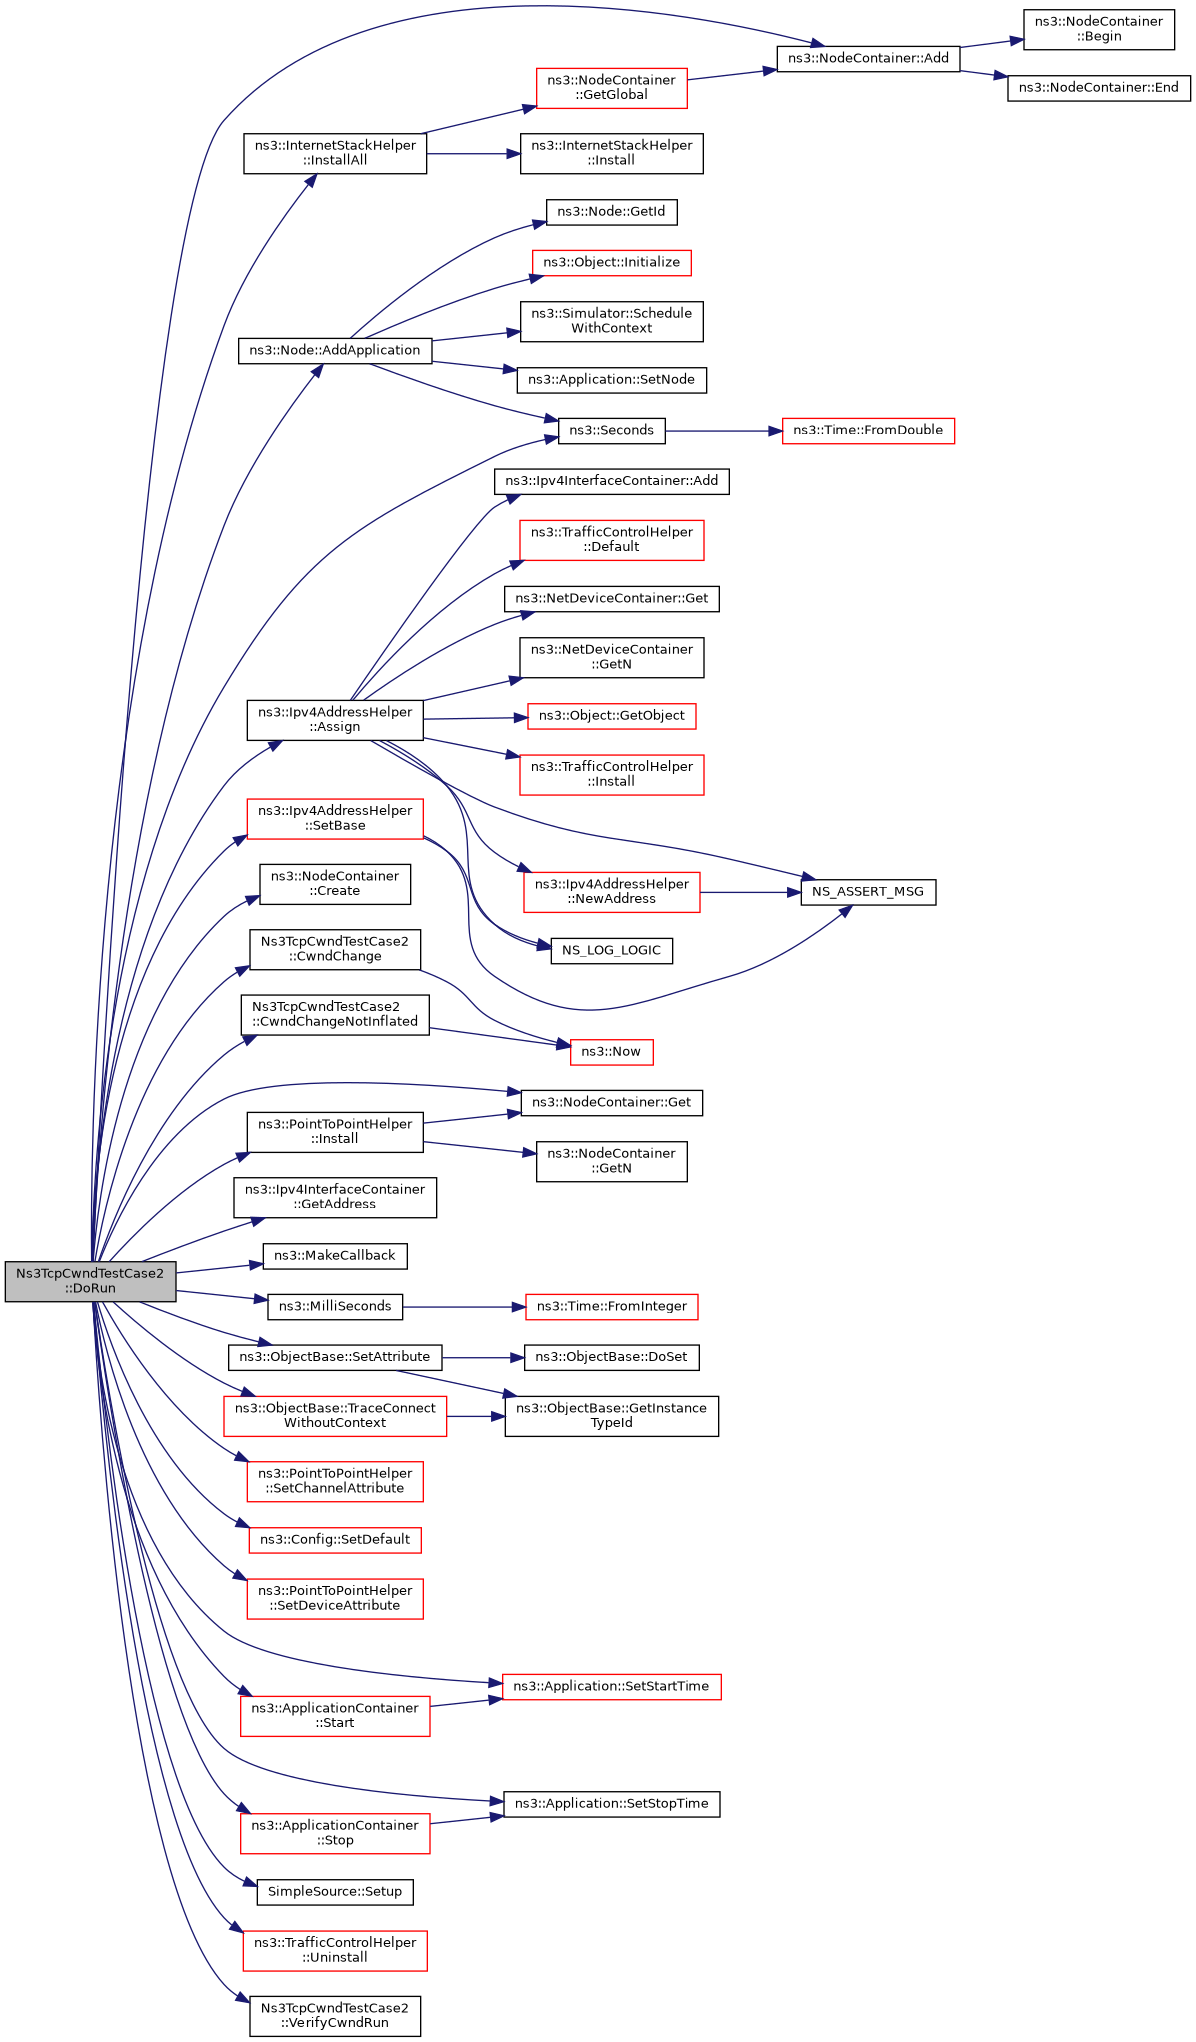 ns3::NodeContainer
::Begin
ns3::NodeContainer::Add
ns3::NodeContainer::End
ns3::NodeContainer
::GetGlobal
ns3::InternetStackHelper
::InstallAll
ns3::InternetStackHelper
::Install
ns3::Node::GetId
ns3::Object::Initialize
ns3::Simulator::Schedule
WithContext
ns3::Node::AddApplication
ns3::Application::SetNode
ns3::Seconds
ns3::Time::FromDouble
ns3::Ipv4InterfaceContainer::Add
ns3::TrafficControlHelper
::Default
ns3::NetDeviceContainer::Get
ns3::NetDeviceContainer
::GetN
ns3::Ipv4AddressHelper
::Assign
ns3::Object::GetObject
ns3::TrafficControlHelper
::Install
ns3::Ipv4AddressHelper
::SetBase
ns3::NodeContainer
::Create
ns3::Ipv4AddressHelper
::NewAddress
NS_ASSERT_MSG
Ns3TcpCwndTestCase2
::CwndChange
NS_LOG_LOGIC
Ns3TcpCwndTestCase2
::CwndChangeNotInflated
ns3::Now
ns3::NodeContainer::Get
ns3::PointToPointHelper
::Install
ns3::NodeContainer
::GetN
ns3::Ipv4InterfaceContainer
::GetAddress
ns3::MakeCallback
Ns3TcpCwndTestCase2
::DoRun
ns3::MilliSeconds
ns3::Time::FromInteger
ns3::ObjectBase::SetAttribute
ns3::ObjectBase::DoSet
ns3::ObjectBase::TraceConnect
WithoutContext
ns3::ObjectBase::GetInstance
TypeId
ns3::PointToPointHelper
::SetChannelAttribute
ns3::Config::SetDefault
ns3::PointToPointHelper
::SetDeviceAttribute
ns3::Application::SetStartTime
ns3::ApplicationContainer
::Start
ns3::Application::SetStopTime
ns3::ApplicationContainer
::Stop
SimpleSource::Setup
ns3::TrafficControlHelper
::Uninstall
Ns3TcpCwndTestCase2
::VerifyCwndRun